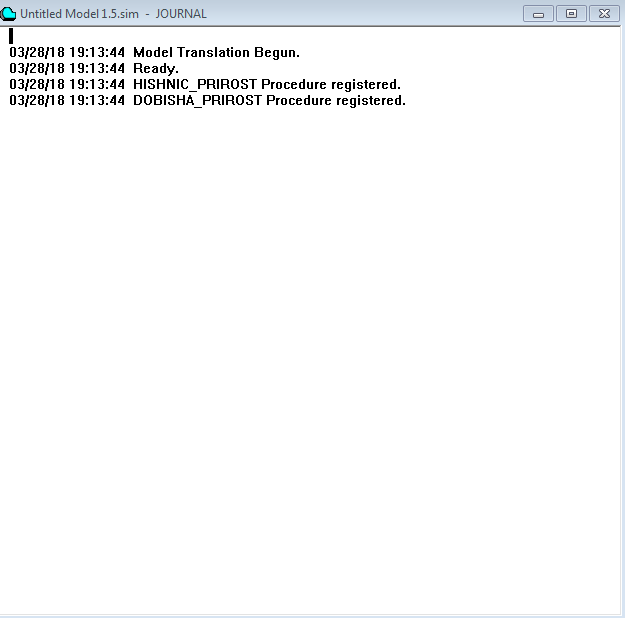 Untitled Model 1.5.sim - JOURNAL
03/28/18 19:13:44 Model Translation Begun.
03/28/18 19:13:44 Ready.
03/28/18 19:13:44 HISHNIC_PRIROST Procedure registered.
03/28/18 19:13:44 DOBISHA_PRIROST Procedure registered.